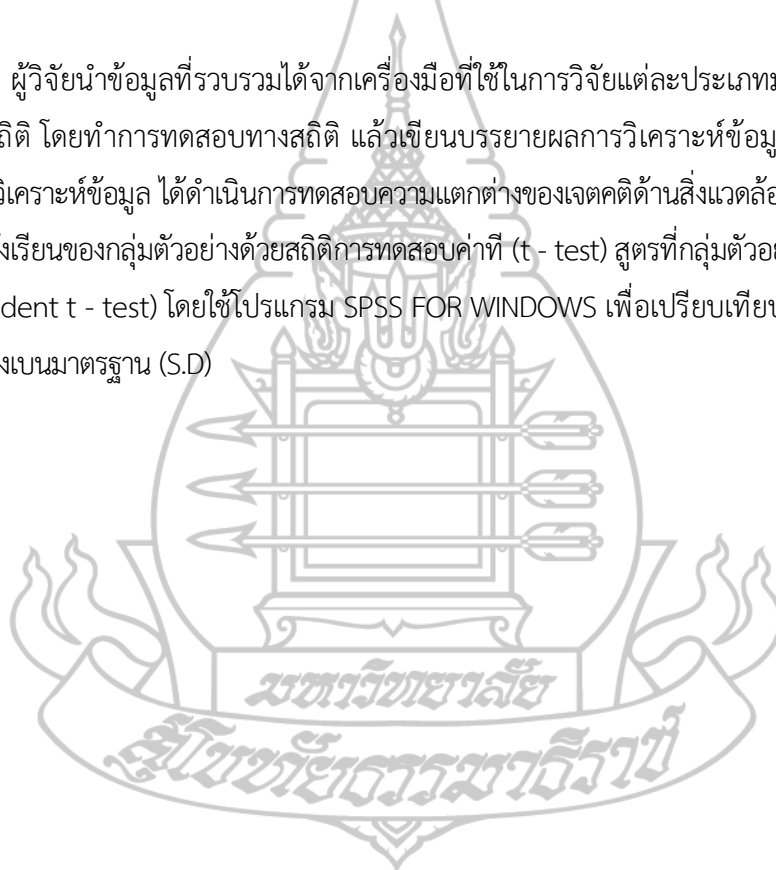 ผู้วิจัยนำข้อมูลที่รวบรวมได้จากเครื่องมือที่ใช้ในการวิจัยแต่ละประเภท
ถิติ โดยทำการทดสอบทางสถิติ แล้วเขียนบรรยายผลการวิเคราะห์ข้อมู
วิเคราะห์ข้อมูล ได้ดำเนินการทดสอบความแตกต่างของเจตคติด้านสิ่งแวดล้อ
ังเรียนของกลุ่มตัวอย่างด้วยสถิติการทดสอบค่าที (t - test) สูตรที่กลุ่มตัวอย
dent t - test) โดยใช้โปรแกรม SPSS FOR WINDOWS เพื่อเปรียบเทียบ
งเบนมาตรฐาน (S.D)
มหาวิทยาลัย
สุโขทัยธรรมาธิราช